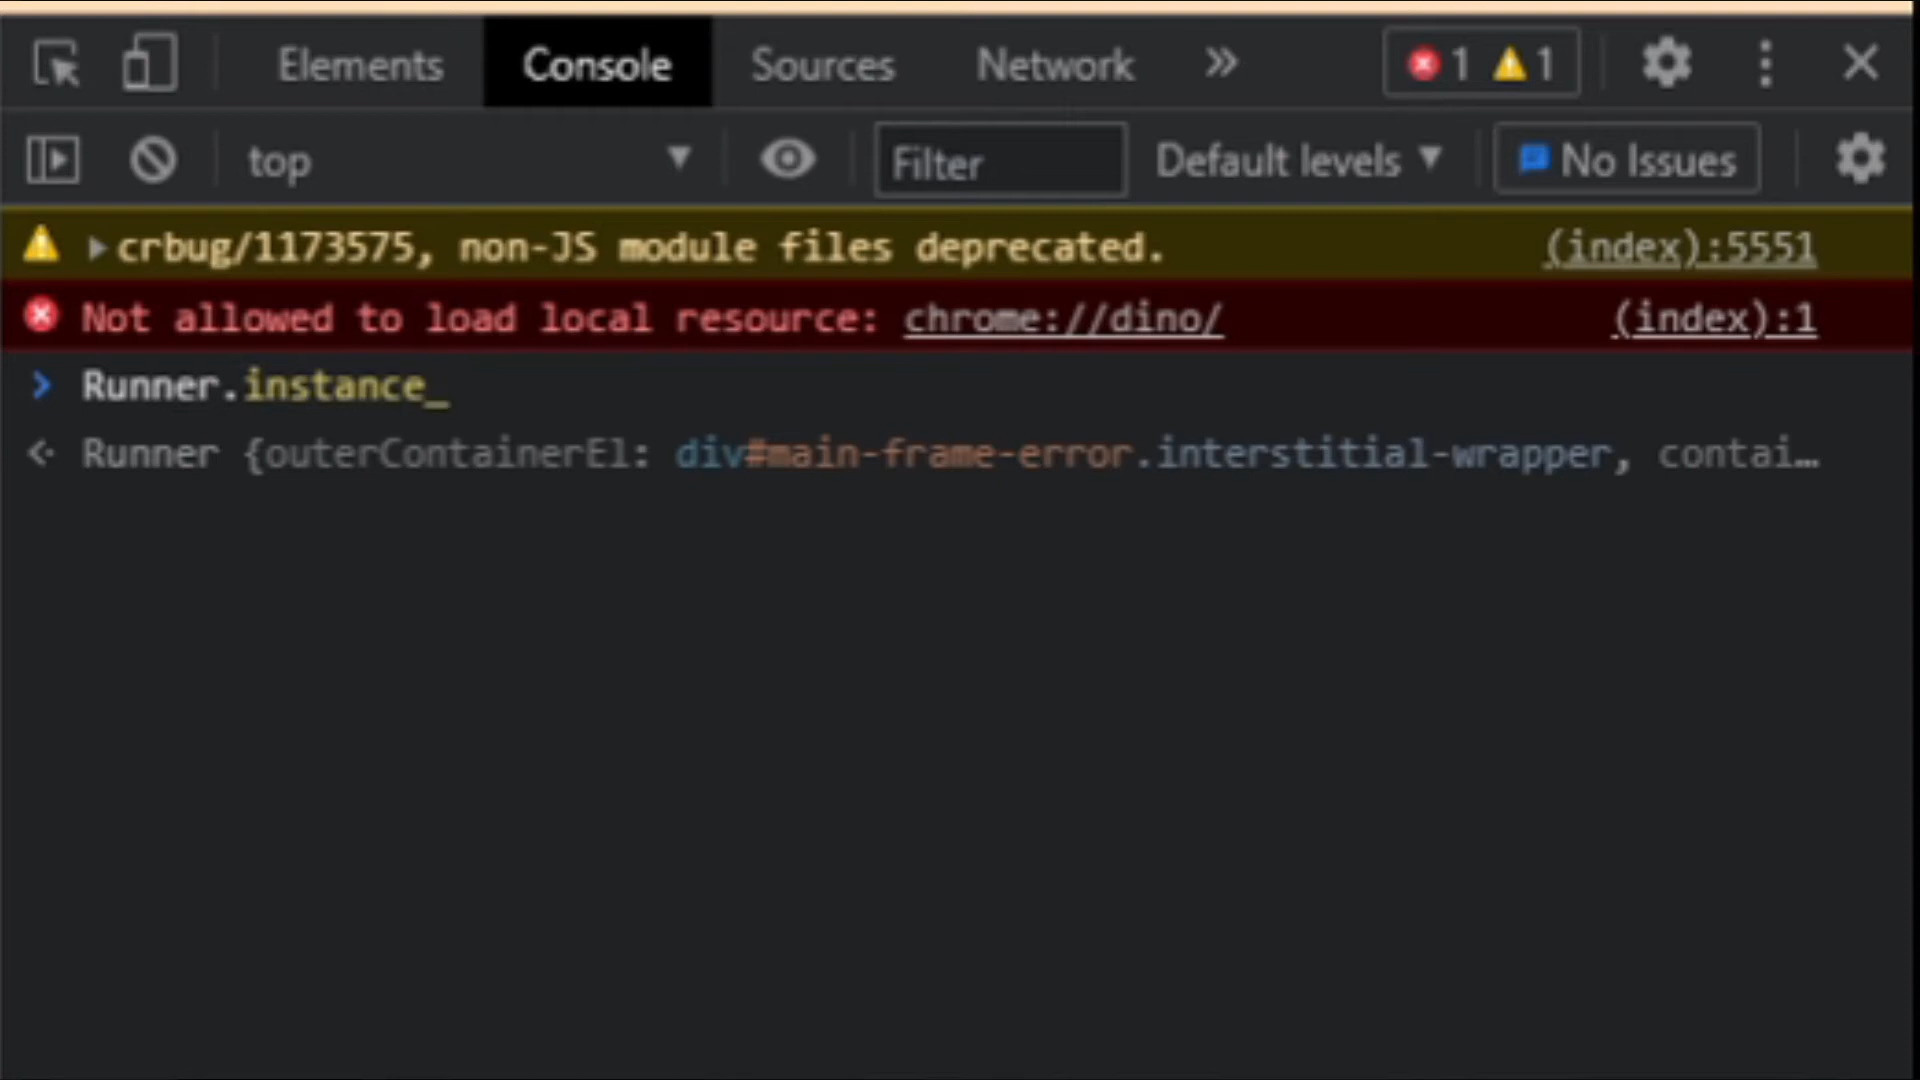 Elements Console Sources Network » 1 1
top Filter Default levels No Issues
crbug/1173575, non-JS module files deprecated. (index):5551
Not allowed to load local resource: chrome://dino/ (index):1
> Runner.instance_
Runner {outerContainerEl: div#main-frame-error.interstitial-wrapper, contai…